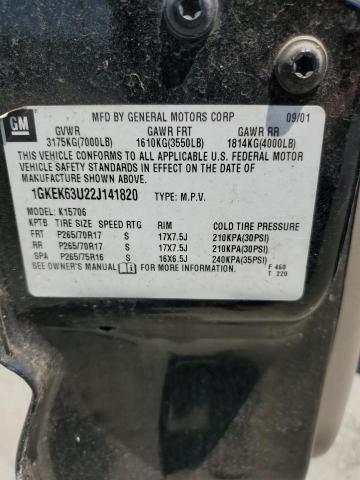 GM
MFD BY GENERAL MOTORS CORP 09/01
GVWR GAWR FRT GAWR RR
3175KG(7000LB) 1610KG(3550LB) 1814KG(4000LB)
THIS VEHICLE CONFORMS TO ALL APPLICABLE U.S. FEDERAL MOTOR
VEHICLE SAFETY STANDARDS IN EFFECT ON THE DATE OF
MANUFACTURE SHOWN ABOVE.
1GKEK63U22J141820 TYPE: M.P.V.
MODEL: K15706
KPTB TIRE SIZE SPEED RTG RIM COLD TIRE PRESSURE
FRT P265/70R17 S 17X7.5J 210KPA(30PSI)
RR P265/70R17 S 17X7.5J 210KPA(30PSI)
SPA P265/75R16 S 16X6.5J 240KPA(35PSI)
SEE OWNER'S MANUAL FOR MORE INFORMATION. F 460
T 220